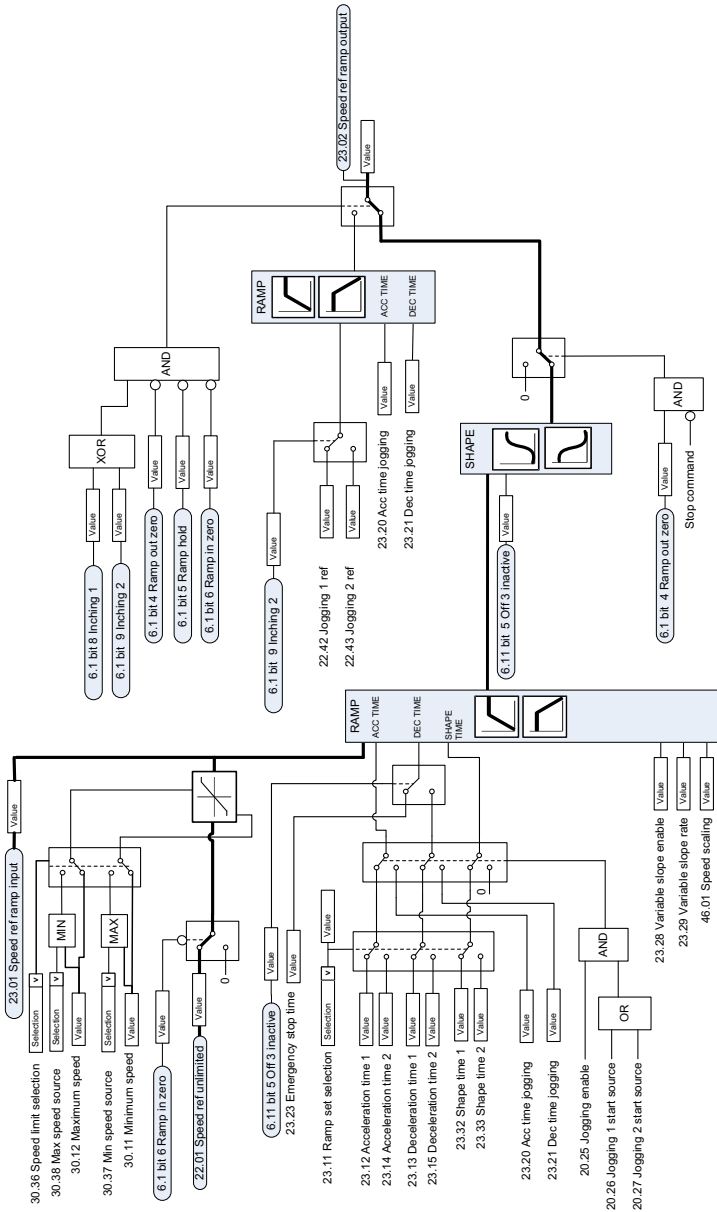 23.01 Speed ref ramp input
Value
30.36 Speed limit selection
Selection
v
30.38 Max speed source
Selection
v
MIN
30.12 Maximum speed
Value
30.37 Min speed source
Selection
v
MAX
30.11 Minimum speed
Value
6.1 bit 6 Ramp in zero
Value
22.01 Speed ref unlimited
Value
0
6.11 bit 5 Off 3 inactive
Value
23.23 Emergency stop time
Value
23.11 Ramp set selection
Selection
v
Value
23.12 Acceleration time 1
Value
23.14 Acceleration time 2
Value
23.13 Deceleration time 1
Value
23.15 Deceleration time 2
Value
23.32 Shape time 1
Value
23.33 Shape time 2
Value
0
23.20 Acc time jogging
Value
23.21 Dec time jogging
Value
20.25 Jogging enable
AND
20.26 Jogging 1 start source
20.27 Jogging 2 start source
OR
RAMP
ACC TIME
DEC TIME
SHAPE
TIME
23.28 Variable slope enable
Value
23.29 Variable slope rate
Value
46.01 Speed scaling
Value
6.1 bit 8 Inching 1
Value
6.1 bit 9 Inching 2
Value
XOR
6.1 bit 4 Ramp out zero
Value
6.1 bit 5 Ramp hold
Value
6.1 bit 6 Ramp in zero
Value
AND
6.1 bit 9 Inching 2
Value
22.42 Jogging 1 ref
Value
22.43 Jogging 2 ref
Value
23.20 Acc time jogging
Value
23.21 Dec time jogging
Value
RAMP
ACC TIME
DEC TIME
6.11 bit 5 Off 3 inactive
Value
SHAPE
0
6.1 bit 4 Ramp out zero
Value
Stop command
AND
23.02 Speed ref ramp output
Value